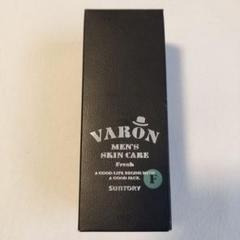 VARON
MEN'S
SKIN CARE
Fresh
A GOOD LIFE BEGINS WITH
A GOOD FACE.
F
SUNTORY